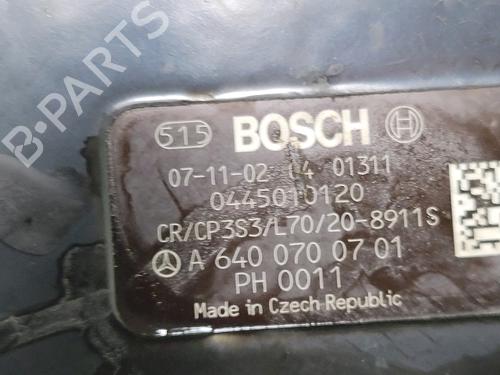 B-PARTS
515 BOSCH
07-11-02 04 01311
0445010120
CR/CP3S3/L70/20-8911S
A 640 070 07 01
PH 0011
Made in Czech Republic